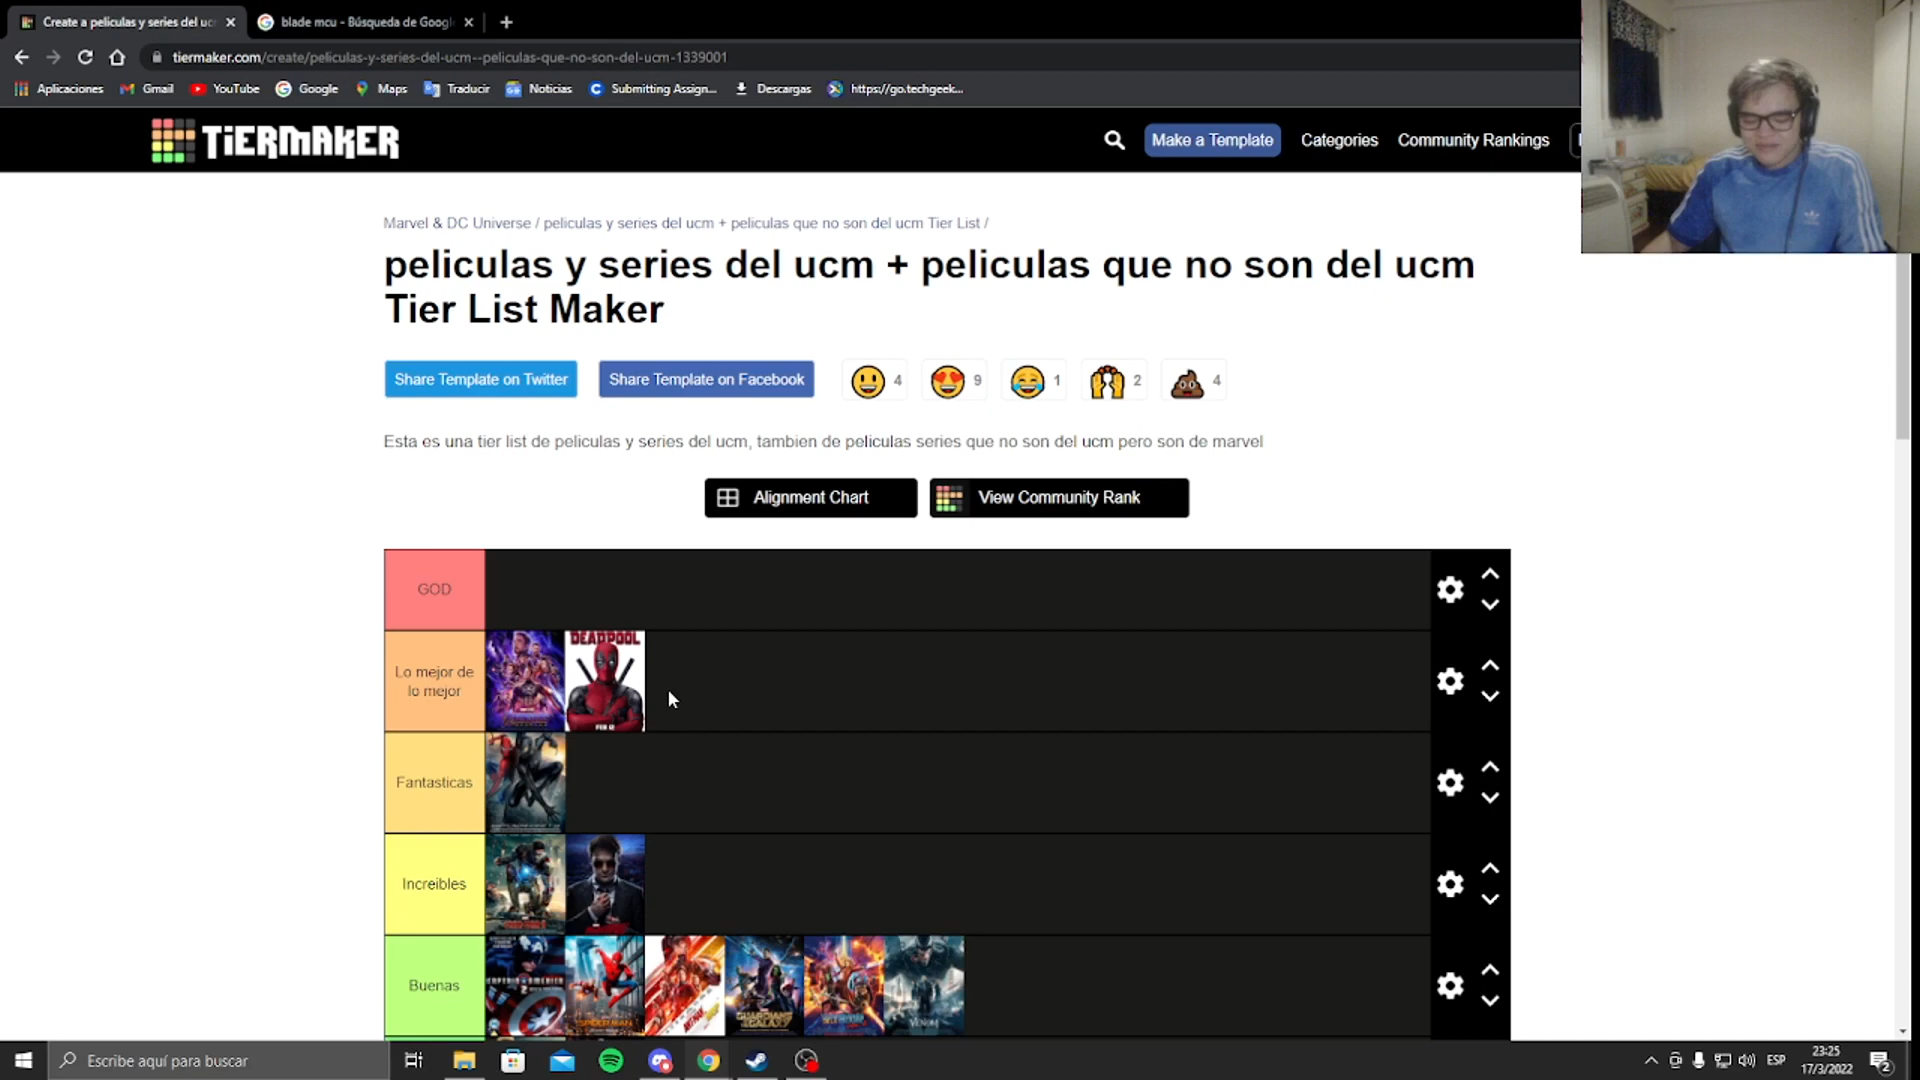 Create a peliculas y series del uc
blade mcu - Búsqueda de Googl
tiermaker.com/create/peliculas-y-series-del-ucm--peliculas-que-no-son-del-ucm-1339001
Aplicaciones
Gmail
YouTube
Google
Maps
Traducir
Noticias
Submitting Assign...
Descargas
https://go.techgeek...
TiERMAKER
Make a Template
Categories
Community Rankings
Marvel & DC Universe / peliculas y series del ucm + peliculas que no son del ucm Tier List /
peliculas y series del ucm + peliculas que no son del ucm
Tier List Maker
Share Template on Twitter
Share Template on Facebook
4
9
1
2
4
Esta es una tier list de peliculas y series del ucm, tambien de peliculas series que no son del ucm pero son de marvel
Alignment Chart
View Community Rank
GOD
Lo mejor de
lo mejor
DEADPOOL
Fantasticas
Increibles
Buenas
GUARDIANS
GALAXY
VENOM
Escribe aquí para buscar
ESP
23:25
17/3/2022
2